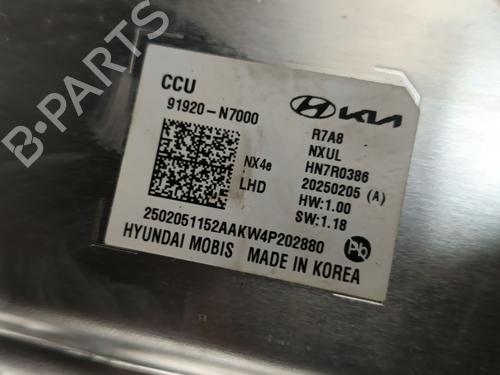 CCU
91920-N7000
KIA
R7A8
NXUL
HN7R0386
NX4e
LHD
20250205 (A)
HW:1.00
SW:1.18
2502051152AAKW4P202880
HYUNDAI MOBIS MADE IN KOREA
Pb
B-PARTS